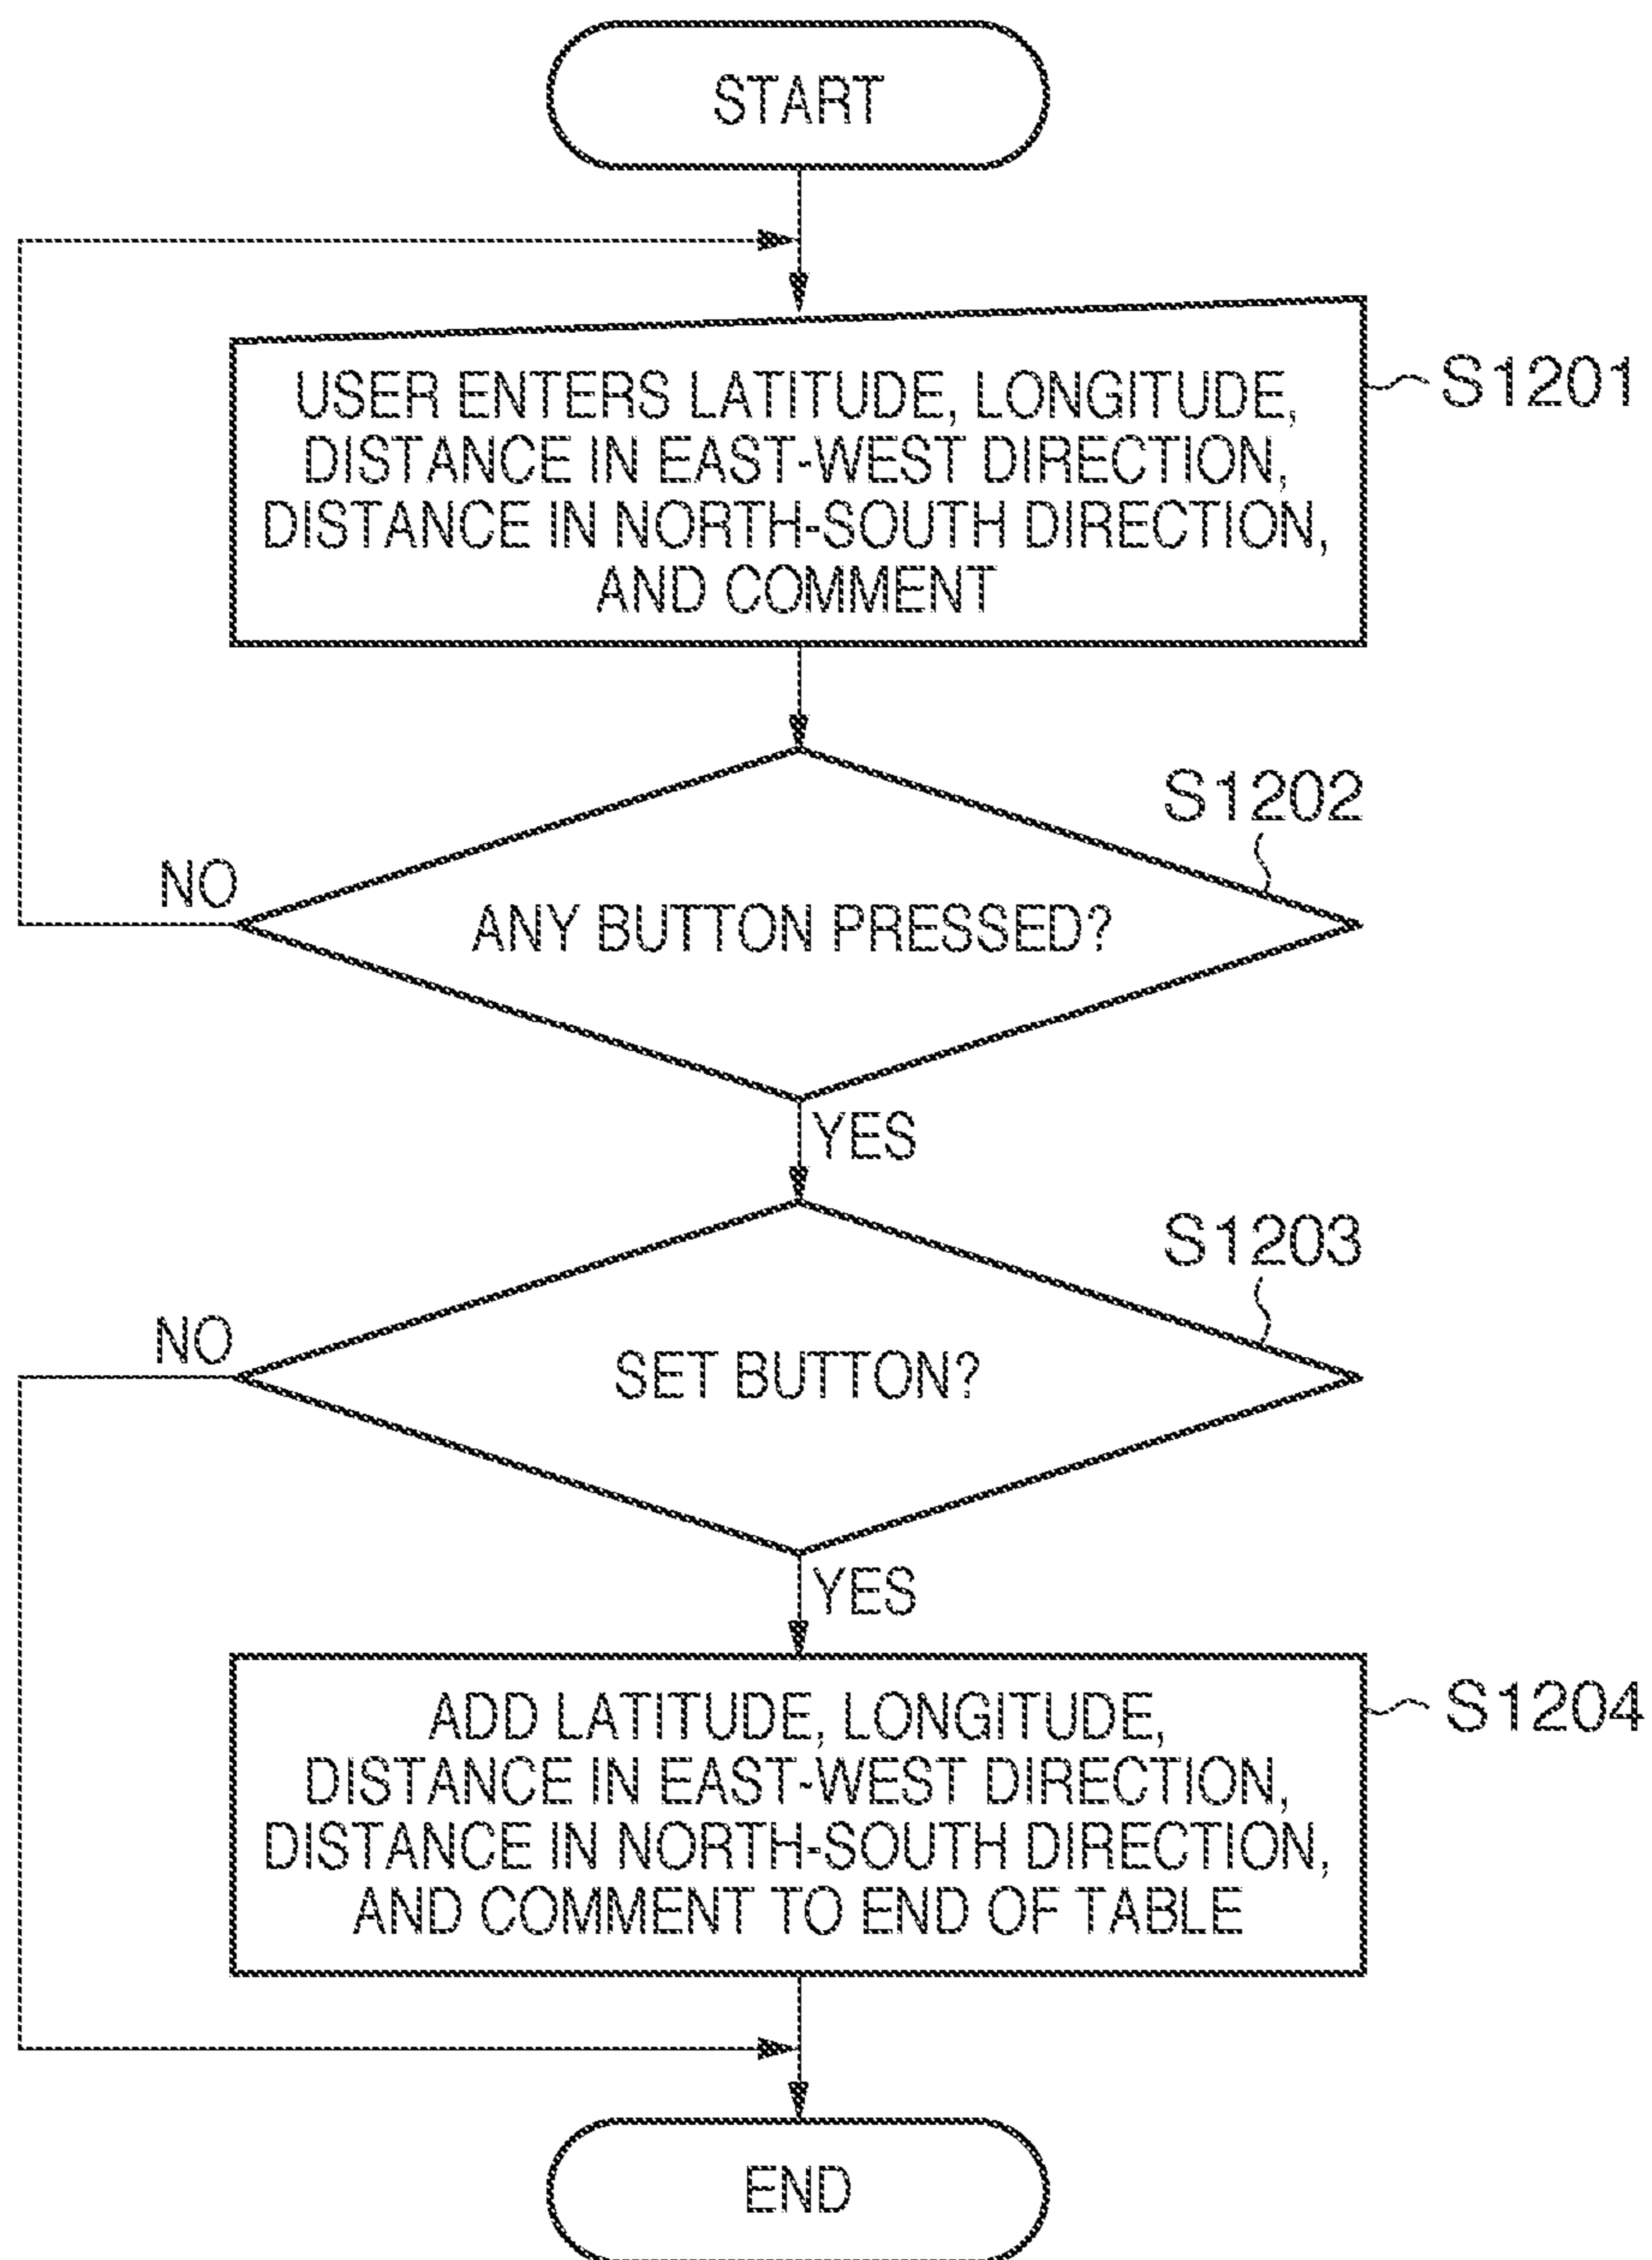 START
USER ENTERS LATITUDE, LONGITUDE,
DISTANCE IN EAST-WEST DIRECTION,
DISTANCE IN NORTH-SOUTH DIRECTION,
AND COMMENT
S1201
S1202
NO
ANY BUTTON PRESSED?
YES
S1203
NO
SET BUTTON?
YES
ADD LATITUDE, LONGITUDE,
DISTANCE IN EAST-WEST DIRECTION,
DISTANCE IN NORTH-SOUTH DIRECTION,
AND COMMENT TO END OF TABLE
S1204
END